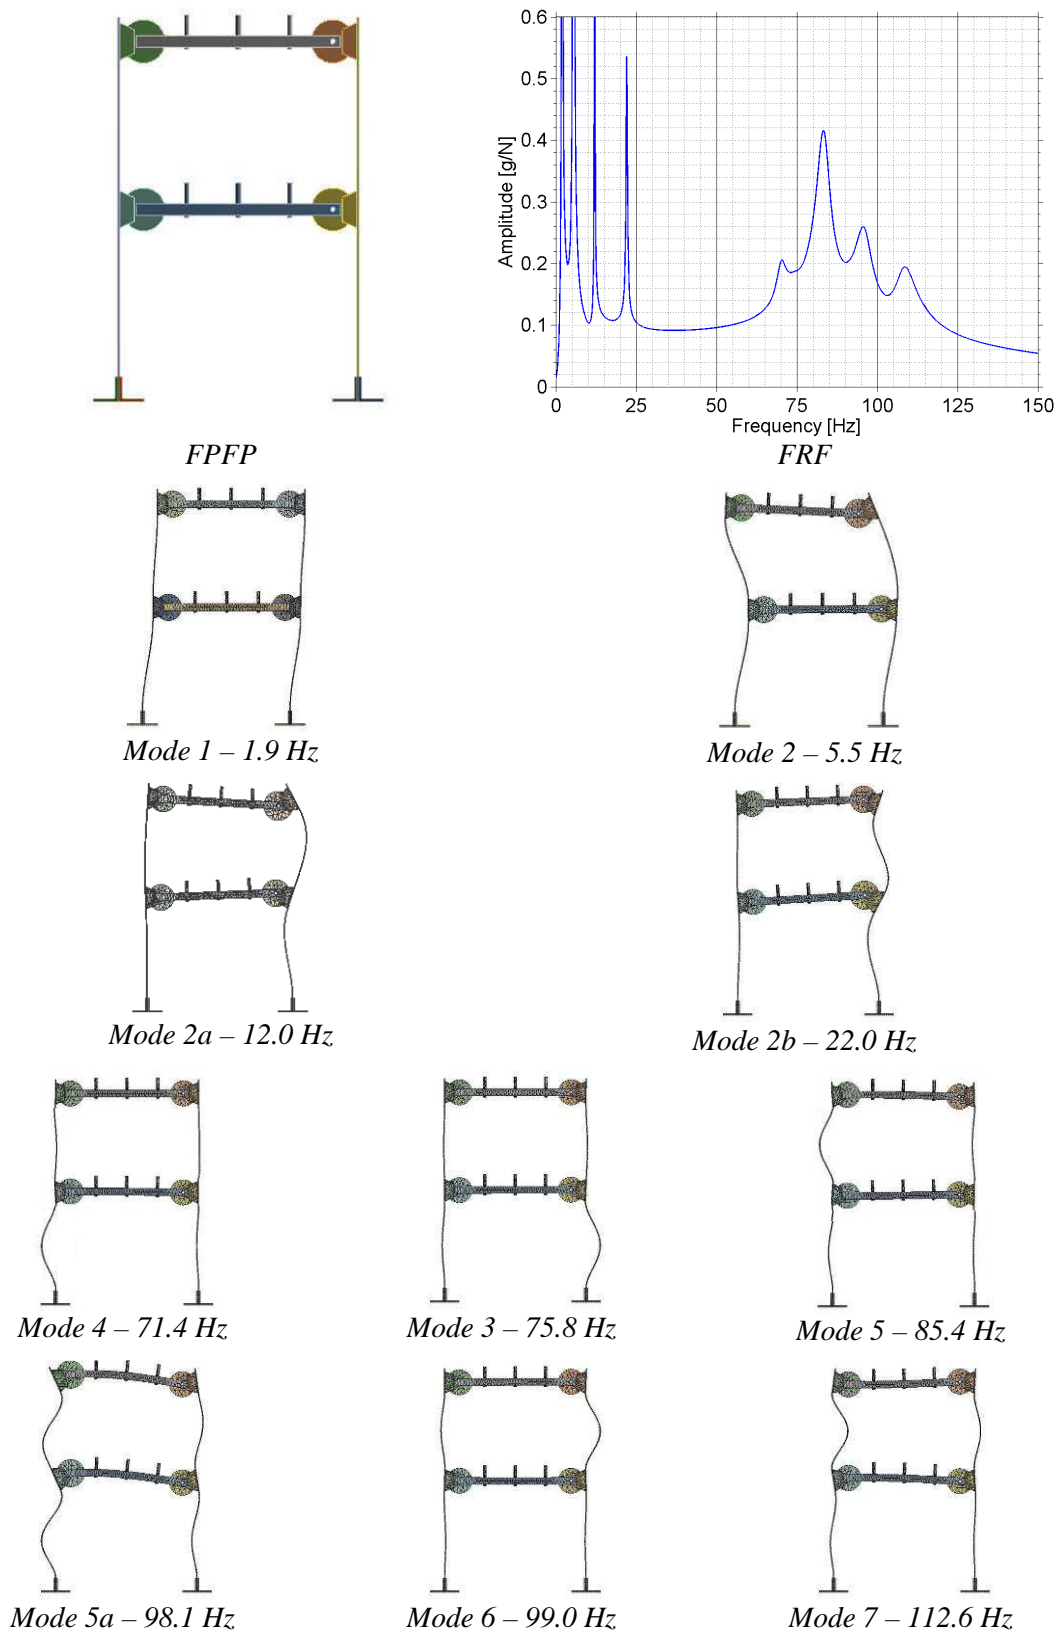 0.6
0.5
0.4
0.3
0.2
0.1
0
Amplitude [g/N]
0 25 50 75 100 125 150
Frequency [Hz]
FPFP FRF
Mode 1 – 1.9 Hz Mode 2 – 5.5 Hz
Mode 2a – 12.0 Hz Mode 2b – 22.0 Hz
Mode 4 – 71.4 Hz Mode 3 – 75.8 Hz Mode 5 – 85.4 Hz
Mode 5a – 98.1 Hz Mode 6 – 99.0 Hz Mode 7 – 112.6 Hz